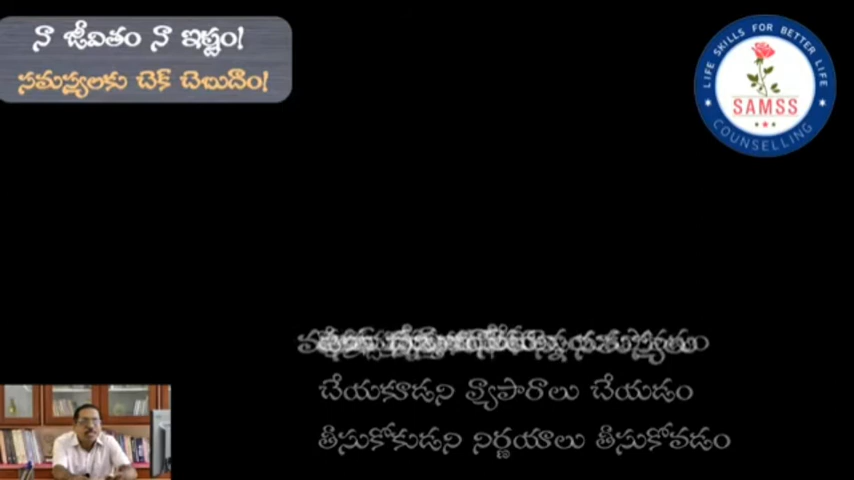 నా జీవితం నా ఇష్టం!
సమస్యలకు చెక్ చెబుదాం!
LIFE SKILLS FOR BETTER LIFE
SAMSS
COUNSELLING
చేయకూడని వ్యాపారాలు చేయడం
తీసుకోకుడని నిర్ణయాలు తీసుకోవడం